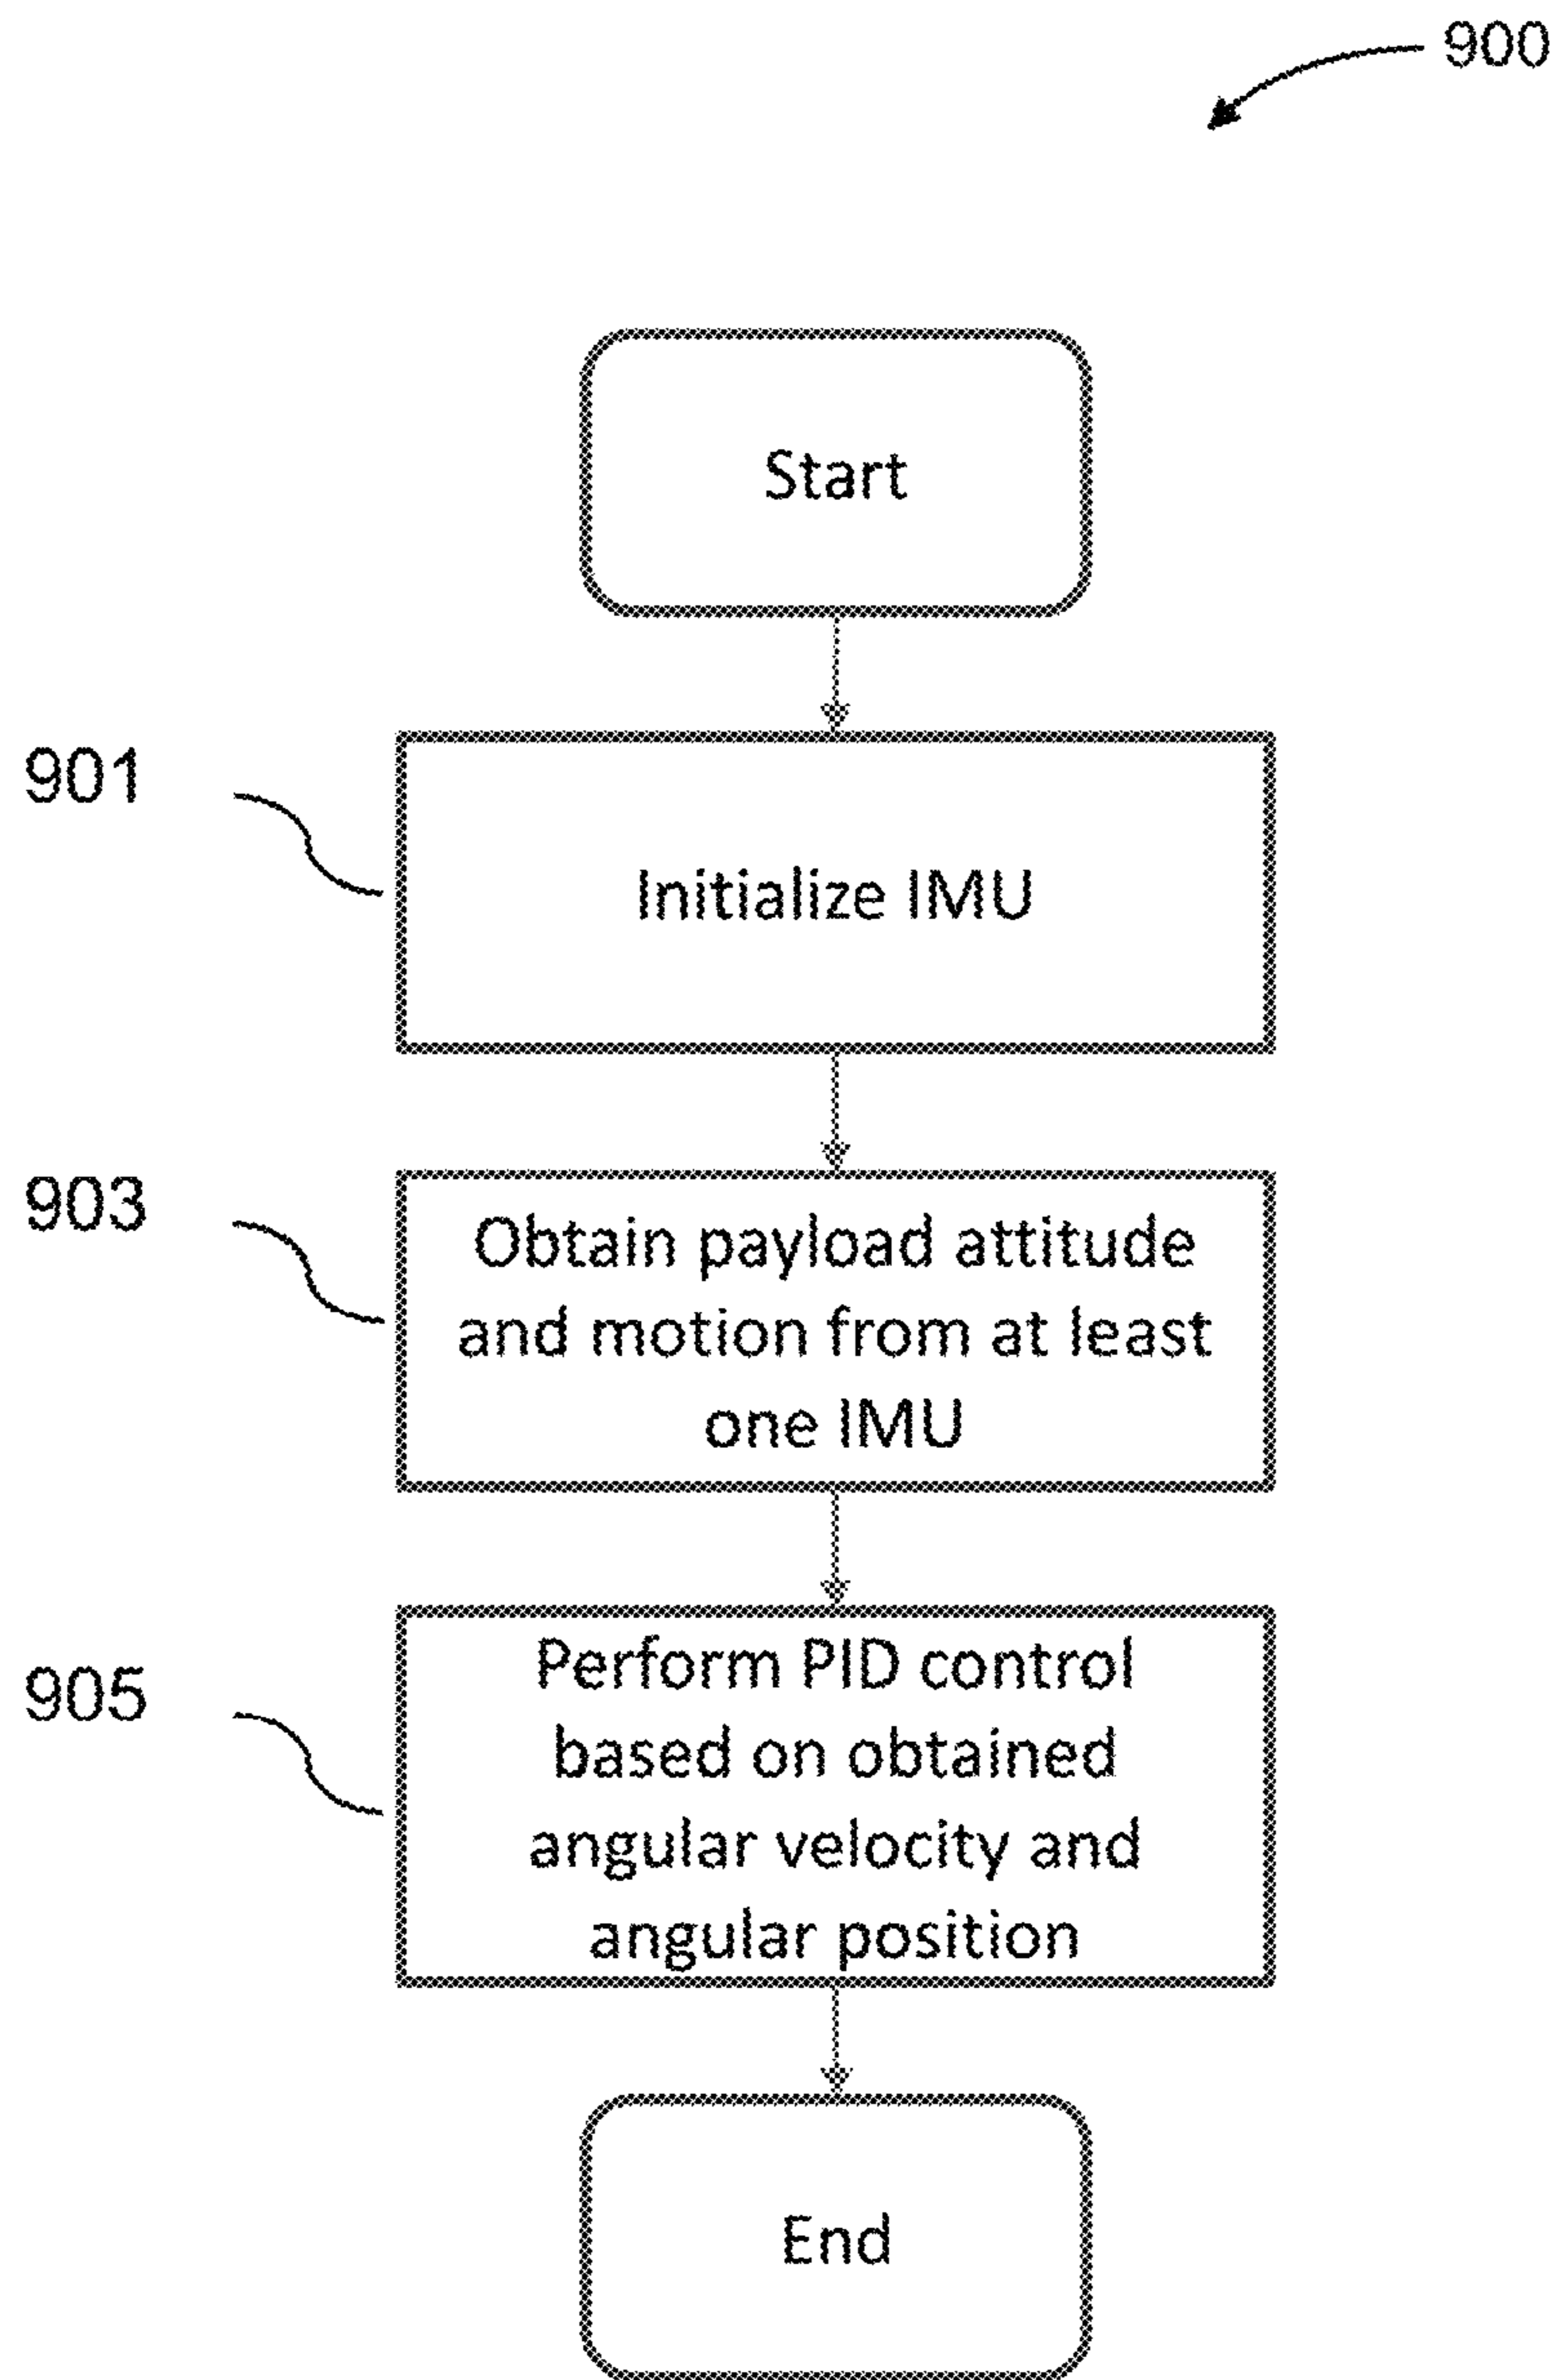 900
Start
901
Initialize IMU
903
Obtain payload attitude
and motion from at least
one IMU
905
Perform PID control
based on obtained
angular velocity and
angular position
End